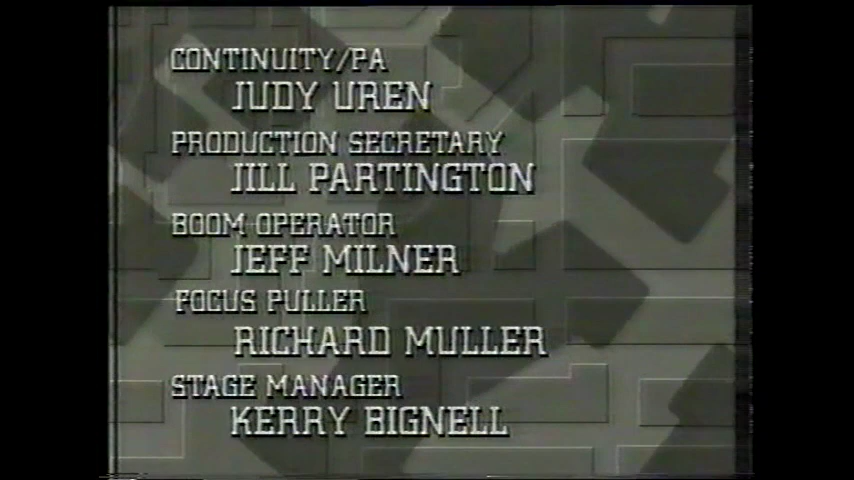 CONTINUITY/PA
JUDY UREN
PRODUCTION SECRETARY
JILL PARTINGTON
BOOM OPERATOR
JEFF MILNER
FOCUS PULLER
RICHARD MULLER
STAGE MANAGER
KERRY BIGNELL